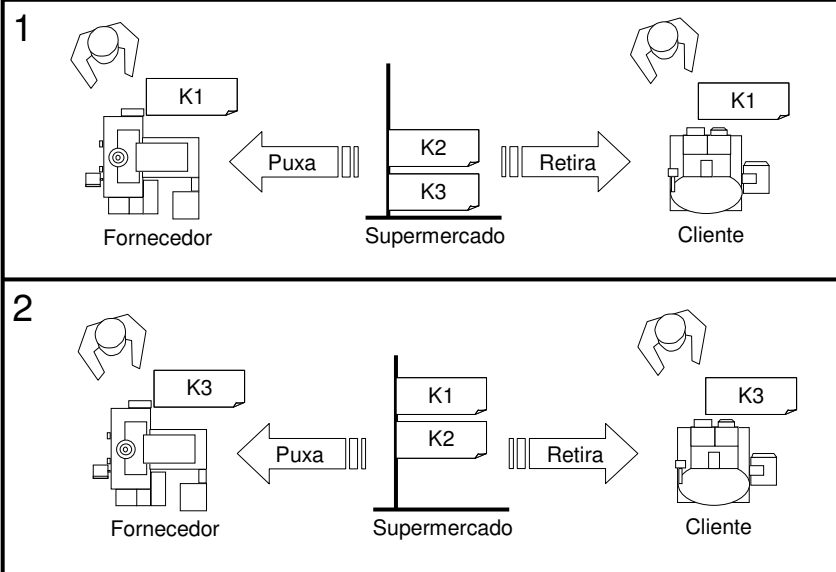 1
K1
K1
K2
Puxa
Retira
K3
Fornecedor
Supermercado
Cliente
2
K3
K1
K3
K2
Puxa
Retira
Fornecedor
Supermercado
Cliente